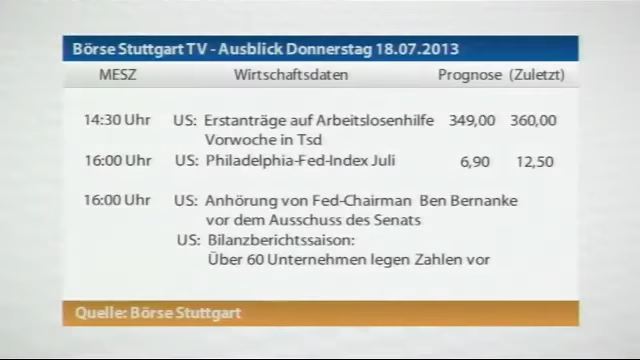 Börse Stuttgart TV - Ausblick Donnerstag 18.07.2013
MESZ Wirtschaftsdaten Prognose (Zuletzt)
14:30 Uhr US: Erstanträge auf Arbeitslosenhilfe 349,00 360,00
Vorwoche in Tsd
16:00 Uhr US: Philadelphia-Fed-Index Juli 6,90 12,50
16:00 Uhr US: Anhörung von Fed-Chairman Ben Bernanke
vor dem Ausschuss des Senats
US: Bilanzberichtssaison:
Über 60 Unternehmen legen Zahlen vor
Quelle: Börse Stuttgart